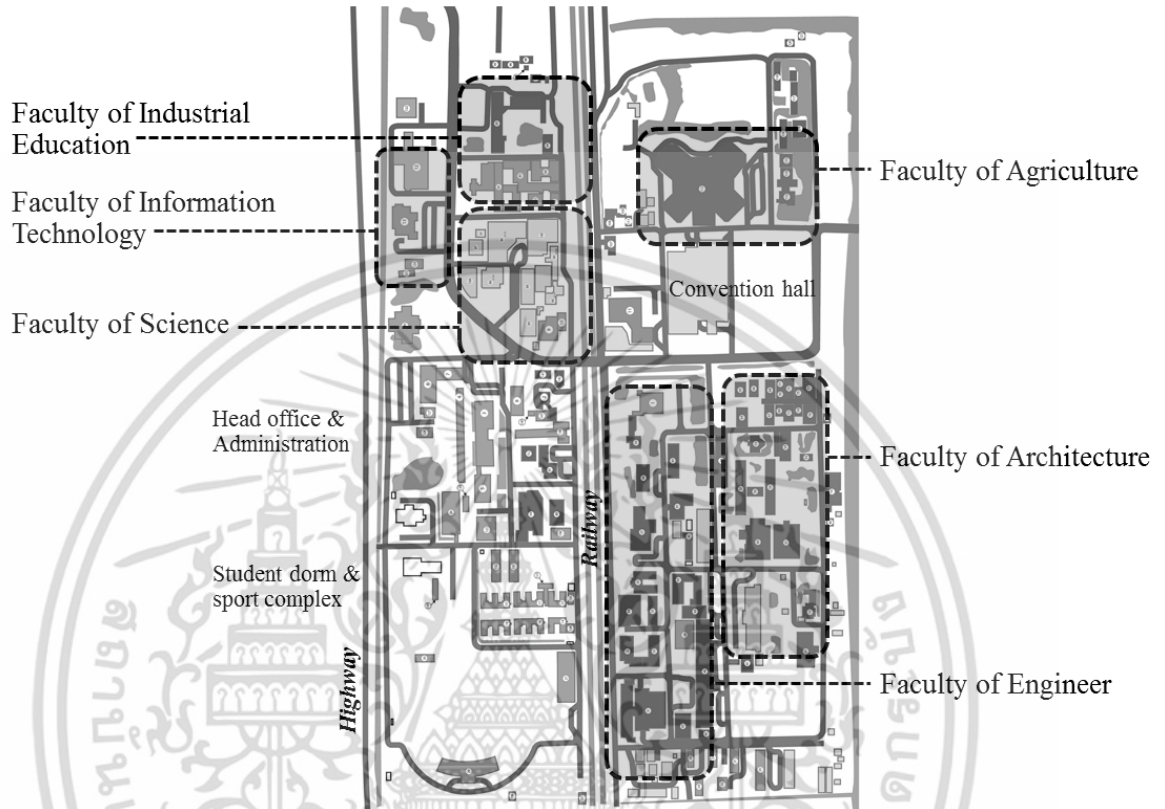 Faculty of Industrial
Education
Faculty of Information
Technology
Faculty of Science
Faculty of Agriculture
Convention hall
Head office &
Administration
Faculty of Architecture
Railway
Student dorm &
sport complex
Highway
Faculty of Engineer